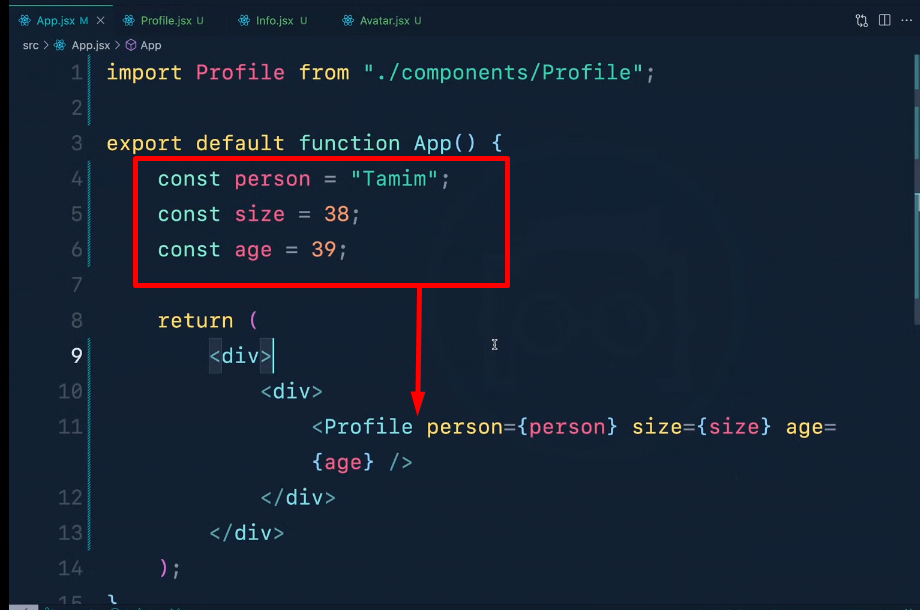 App.jsx M Profile.jsx U Info.jsx U Avatar.jsx U
src > App.jsx > App
1 import Profile from "./components/Profile";
2
3 export default function App() {
4 const person = "Tamim";
5 const size = 38;
6 const age = 39;
7
8 return (
9 <div>
10 <div>
11 <Profile person={person} size={size} age=
{age} />
12 </div>
13 </div>
14 );
15 }